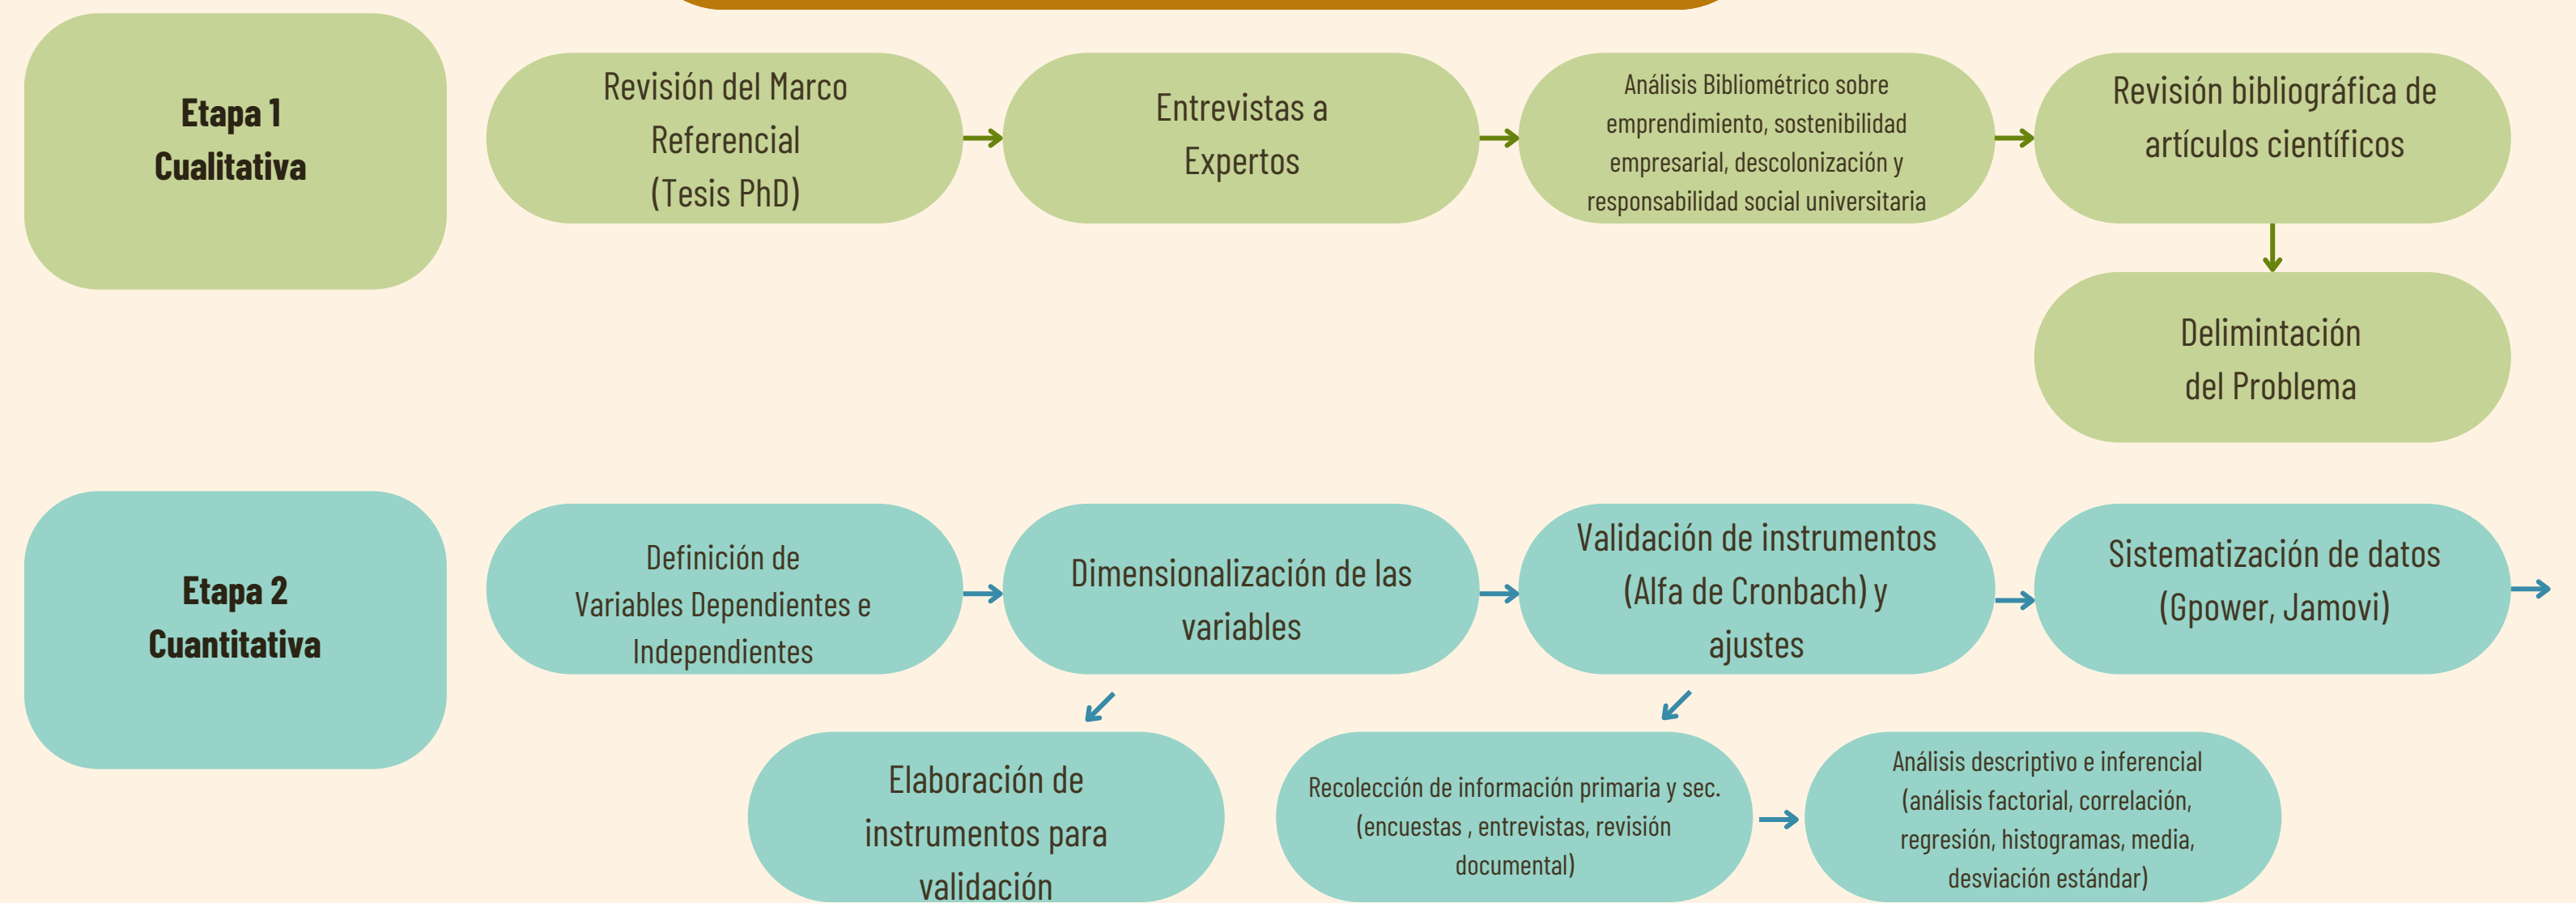 Etapa 1
Cualitativa
Revisión del Marco
Referencial
(Tesis PhD)
Entrevistas a
Expertos
Análisis Bibliométrico sobre
emprendimiento, sostenibilidad
empresarial, descolonización y
responsabilidad social universitaria
Revisión bibliográfica de
artículos científicos
Delimintación
del Problema
Etapa 2
Cuantitativa
Definición de
Variables Dependientes e
Independientes
Dimensionalización de las
variables
Validación de instrumentos
(Alfa de Cronbach) y
ajustes
Sistematización de datos
(Gpower, Jamovi)
Elaboración de
instrumentos para
validación
Recolección de información primaria y sec.
(encuestas , entrevistas, revisión
documental)
Análisis descriptivo e inferencial
(análisis factorial, correlación,
regresión, histogramas, media,
desviación estándar)